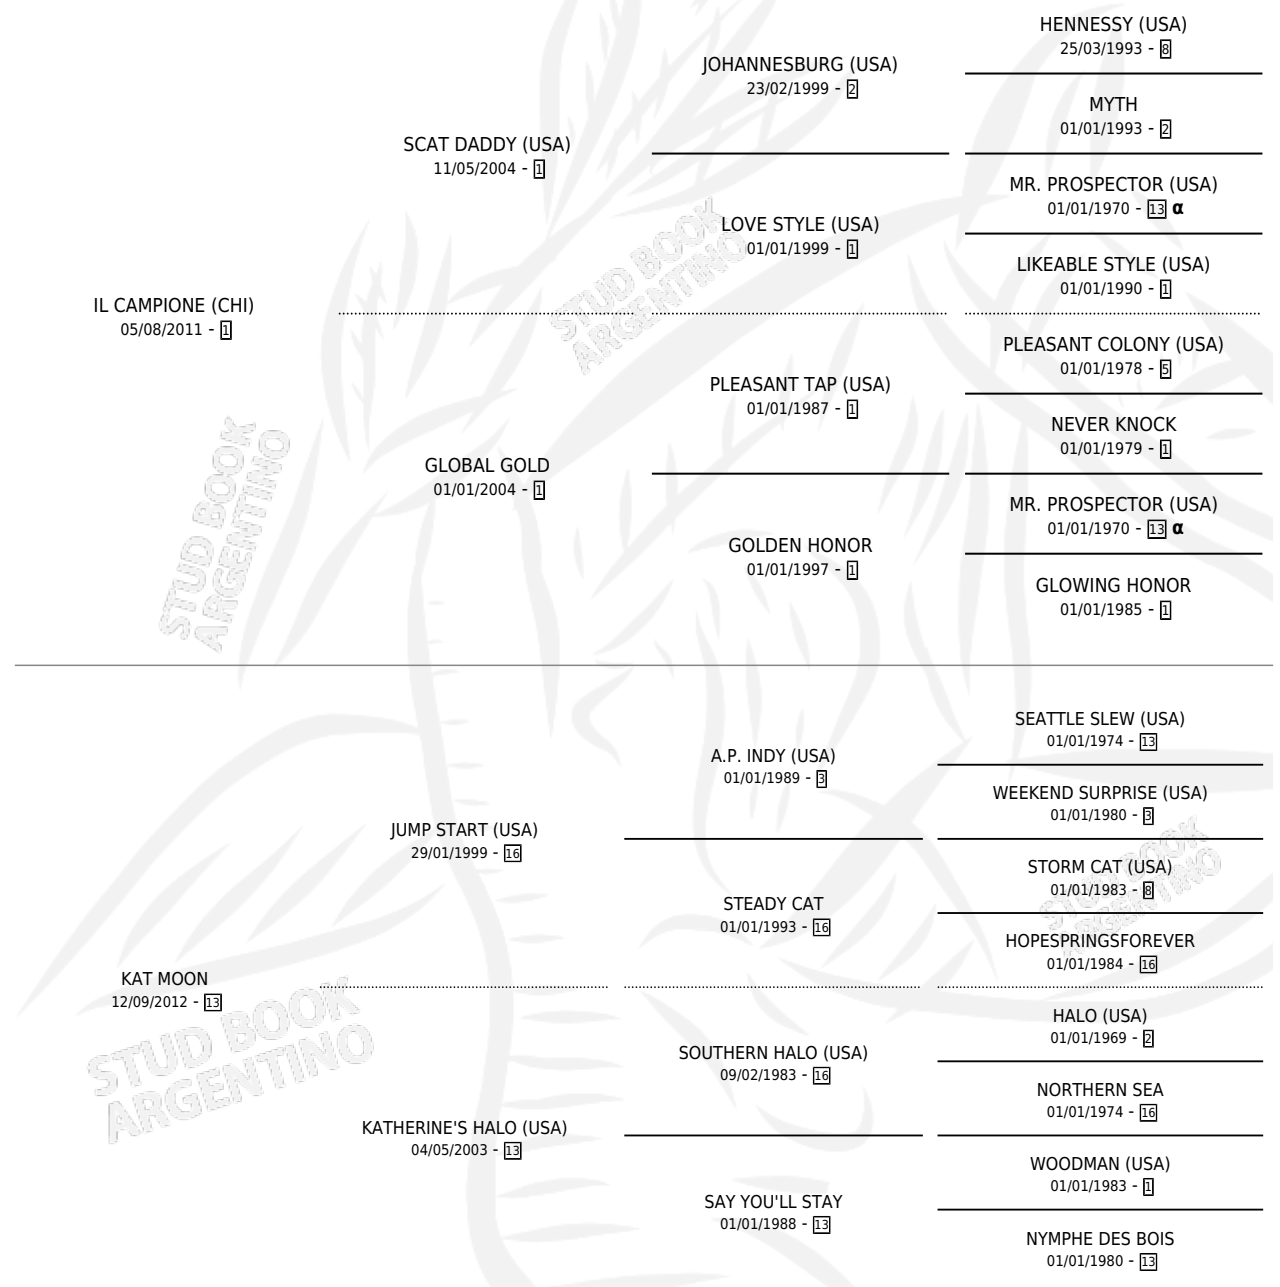 HENNESSY (USA)
25/03/1993 - 8
JOHANNESBURG (USA)
23/02/1999 - 2
MYTH
01/01/1993 - 2
SCAT DADDY (USA)
11/05/2004 - 1
MR. PROSPECTOR (USA)
01/01/1970 - 13 α
LOVE STYLE (USA)
01/01/1999 - 1
LIKEABLE STYLE (USA)
01/01/1990 - 1
IL CAMPIONE (CHI)
05/08/2011 - 1
PLEASANT COLONY (USA)
01/01/1978 - 5
PLEASANT TAP (USA)
01/01/1987 - 1
NEVER KNOCK
01/01/1979 - 1
GLOBAL GOLD
01/01/2004 - 1
MR. PROSPECTOR (USA)
01/01/1970 - 13 α
GOLDEN HONOR
01/01/1997 - 1
GLOWING HONOR
01/01/1985 - 1
SEATTLE SLEW (USA)
01/01/1974 - 13
A.P. INDY (USA)
01/01/1989 - 3
WEEKEND SURPRISE (USA)
01/01/1980 - 3
JUMP START (USA)
29/01/1999 - 16
STORM CAT (USA)
01/01/1983 - 8
STEADY CAT
01/01/1993 - 16
HOPESPRINGSFOREVER
01/01/1984 - 16
KAT MOON
12/09/2012 - 13
HALO (USA)
01/01/1969 - 2
SOUTHERN HALO (USA)
09/02/1983 - 16
NORTHERN SEA
01/01/1974 - 16
KATHERINE'S HALO (USA)
04/05/2003 - 13
WOODMAN (USA)
01/01/1983 - 1
SAY YOU'LL STAY
01/01/1988 - 13
NYMPHE DES BOIS
01/01/1980 - 13
STUD BOOK
ARGENTINO
STUD BOOK
ARGENTINO
STUD BOOK
ARGENTINO
STUD BOOK
ARGENTINO